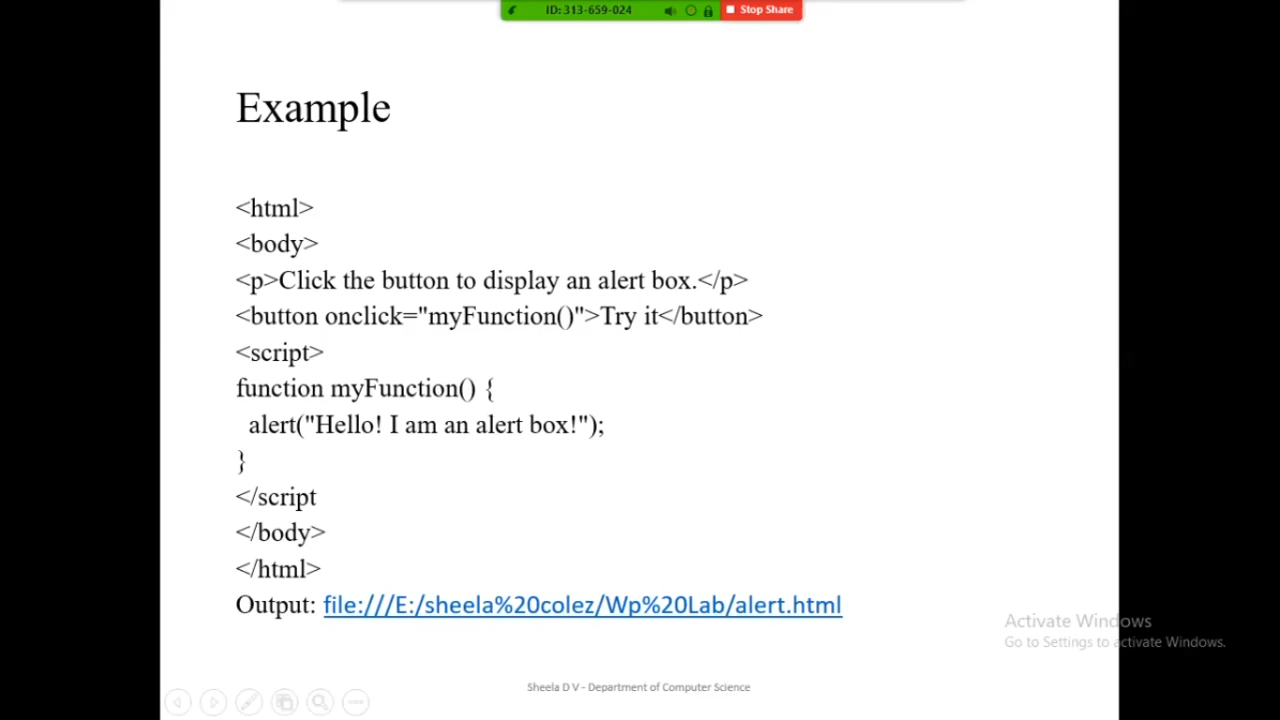 ID: 313-659-024 Stop Share
Example
<html>
<body>
<p>Click the button to display an alert box.</p>
<button onclick="myFunction()">Try it</button>
<script>
function myFunction() {
  alert("Hello! I am an alert box!");
}
</script
</body>
</html>
Output: file:///E:/sheela%20colez/Wp%20Lab/alert.html
Activate Windows
Go to Settings to activate Windows.
Sheela D V - Department of Computer Science